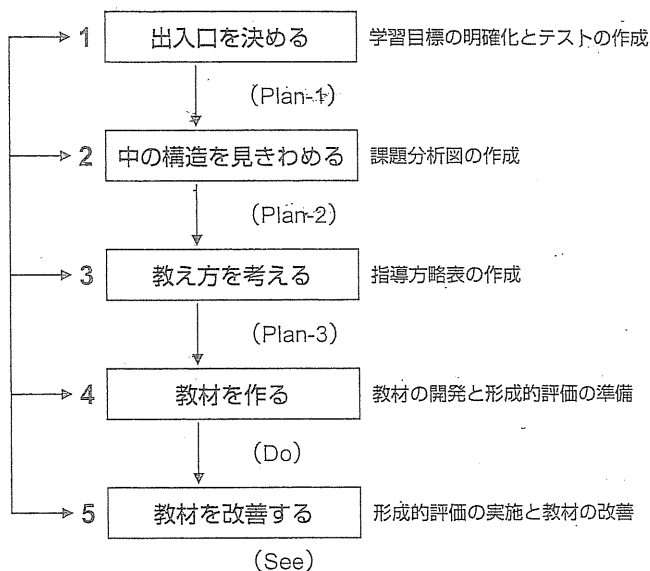 1 出入口を決める 学習目標の明確化とテストの作成
(Plan-1)
2 中の構造を見きわめる 課題分析図の作成
(Plan-2)
3 教え方を考える 指導方略表の作成
(Plan-3)
4 教材を作る 教材の開発と形成的評価の準備
(Do)
5 教材を改善する 形成的評価の実施と教材の改善
(See)